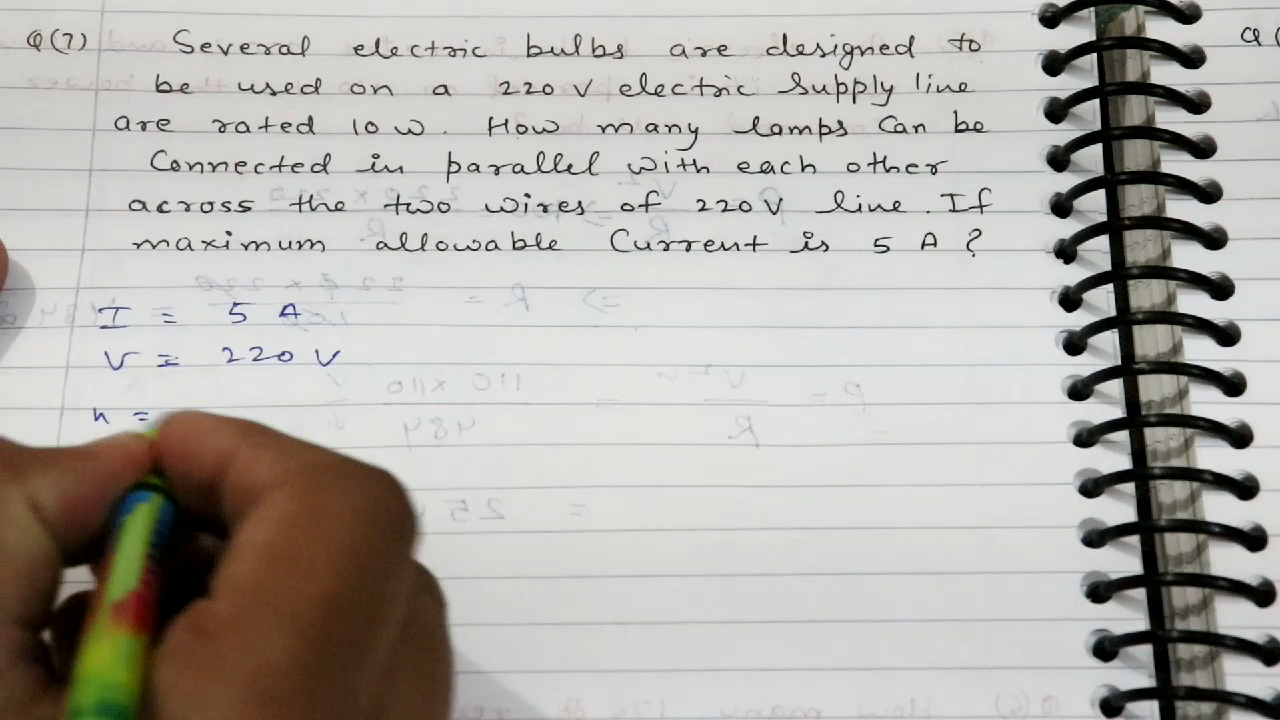 Q(7) Several electric bulbs are designed to
be used on a 220 V electric supply line
are rated 10 W. How many lamps Can be
Connected in parallel with each other
across the two wires of 220 V line. If
maximum allowable Current is 5 A ?
I = 5 A
V = 220 V
n =
Q(